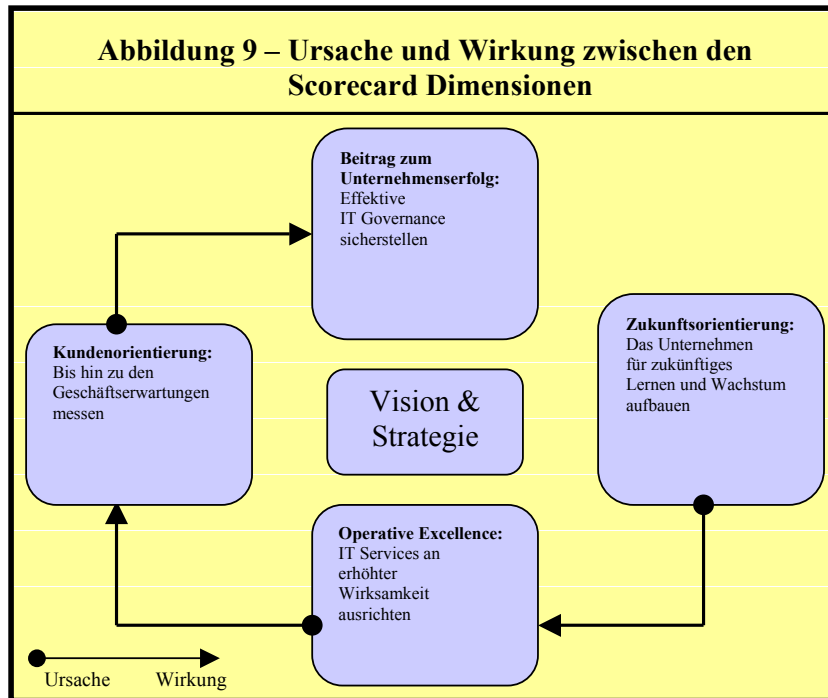 Abbildung 9 – Ursache und Wirkung zwischen den
Scorecard Dimensionen
Beitrag zum
Unternehmenserfolg:
Effektive
IT Governance
sicherstellen
Kundenorientierung:
Bis hin zu den
Geschäftserwartungen
messen
Vision &
Strategie
Zukunftsorientierung:
Das Unternehmen
für zukünftiges
Lernen und Wachstum
aufbauen
Operative Excellence:
IT Services an
erhöhter
Wirksamkeit
ausrichten
Ursache Wirkung